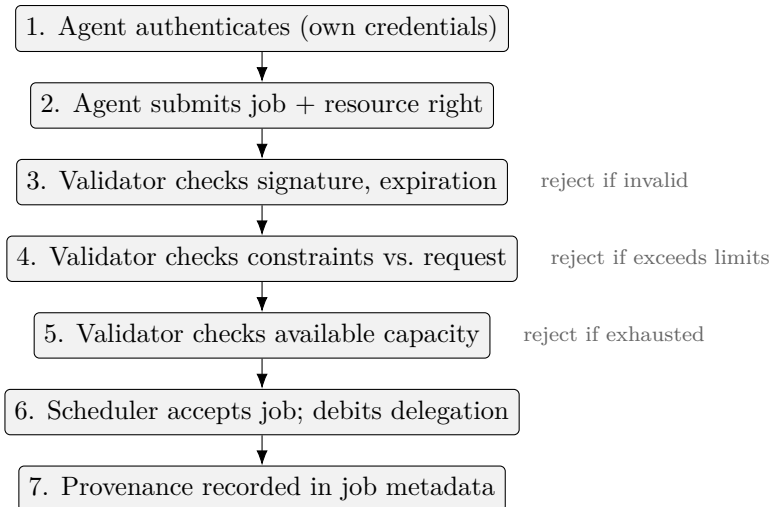 1. Agent authenticates (own credentials)
2. Agent submits job + resource right
3. Validator checks signature, expiration
reject if invalid
4. Validator checks constraints vs. request
reject if exceeds limits
5. Validator checks available capacity
reject if exhausted
6. Scheduler accepts job; debits delegation
7. Provenance recorded in job metadata